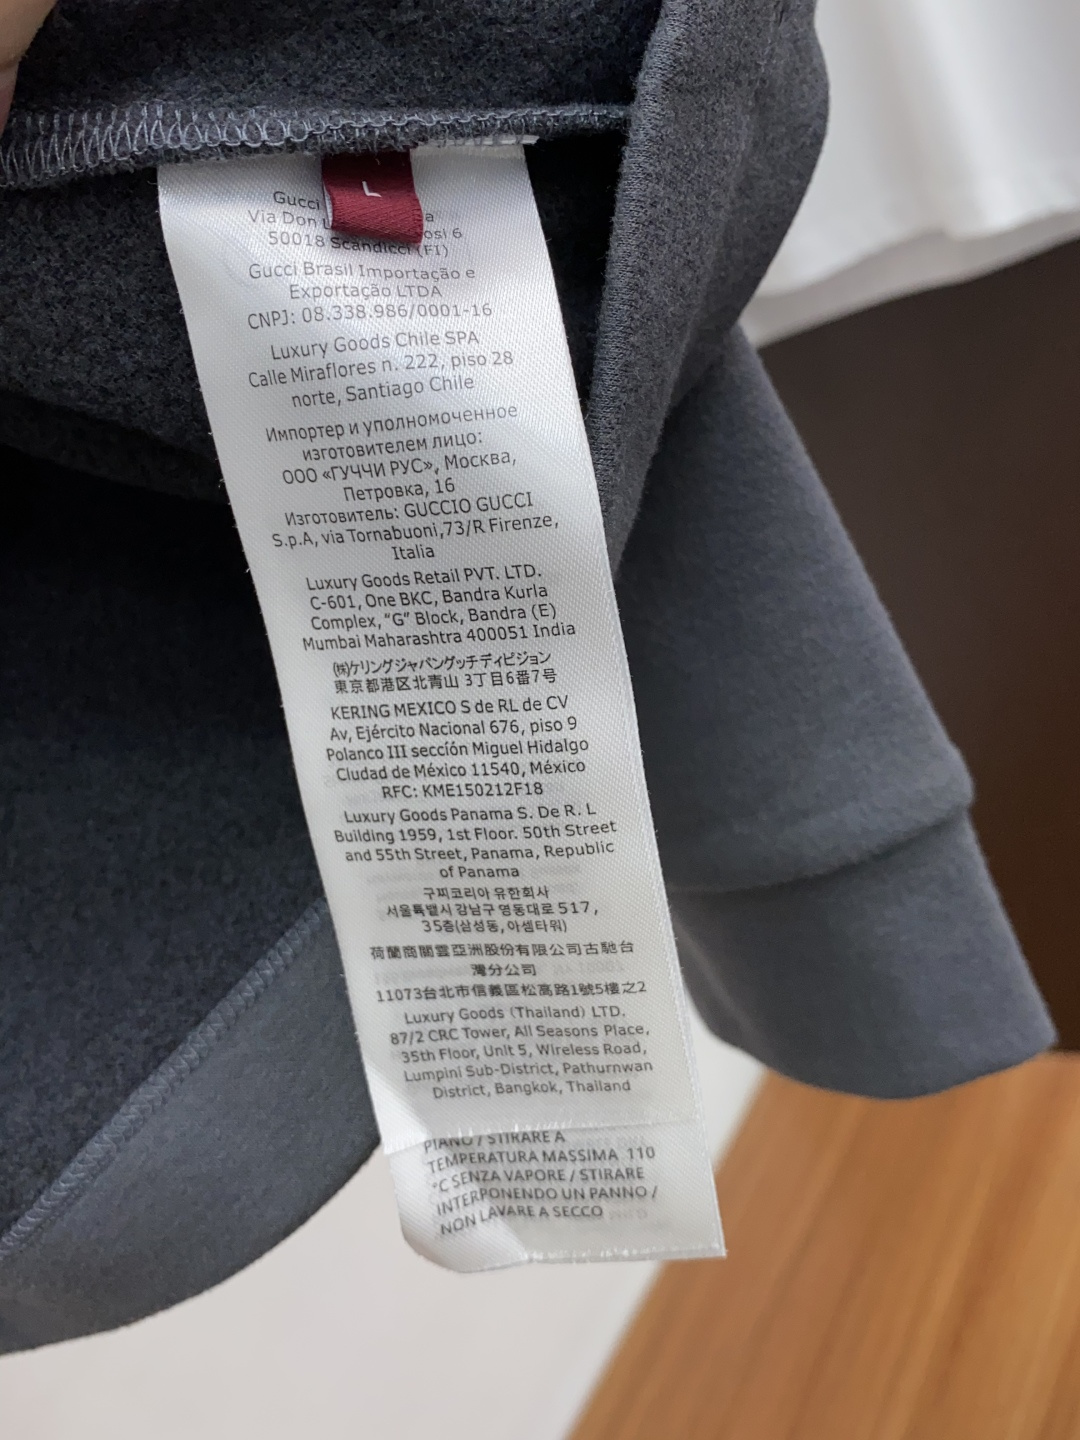 L
Gucci
Via Don
50018 Scandicci (FI)
Gucci Brasil Importação e
Exportação LTDA
CNPJ: 08.338.986/0001-16
Luxury Goods Chile SPA
Calle Miraflores n. 222, piso 28
norte, Santiago Chile
Импортер и уполномоченное
изготовителем лицо:
ООО «ГУЧЧИ РУС», Москва,
Петровка, 16
Изготовитель: GUCCIO GUCCI
S.p.A, via Tornabuoni,73/R Firenze,
Italia
Luxury Goods Retail PVT. LTD.
C-601, One BKC, Bandra Kurla
Complex, “G” Block, Bandra (E)
Mumbai Maharashtra 400051 India
㈱ケリングジャパングッチディビジョン
東京都港区北青山 3丁目6番7号
KERING MEXICO S de RL de CV
Av, Ejército Nacional 676, piso 9
Polanco III seccíón Miguel Hidalgo
Cludad de México 11540, México
RFC: KME150212F18
Luxury Goods Panama S. De R. L
Building 1959, 1st Floor. 50th Street
and 55th Street, Panama, Republic
of Panama
구찌코리아 유한회사
서울특별시 강남구 영동대로 517,
35층(삼성동, 아셈타워)
荷蘭商開雲亞洲股份有限公司古馳台
灣分公司
11073台北市信義區松高路1號5樓之2
Luxury Goods (Thailand) LTD.
87/2 CRC Tower, All Seasons Place,
35th Floor, Unit 5, Wireless Road,
Lumpini Sub-District, Pathurnwan
District, Bangkok, Thailand
PIANO / STIRARE A
TEMPERATURA MASSIMA 110
°C SENZA VAPORE / STIRARE
INTERPONENDO UN PANNO /
NON LAVARE A SECCO